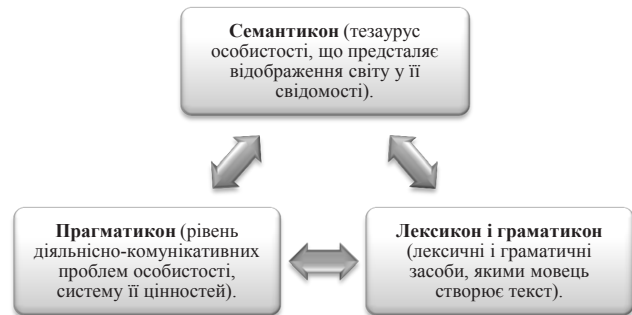 Семантикон (тезаурус
особистості, що предсталяє
відображення світу у її
свідомості).
Прагматикон (рівень
діяльнісно-комунікативних
проблем особистості,
систему її цінностей).
Лексикон і граматикон
(лексичні і граматичні
засоби, якими мовець
створює текст).